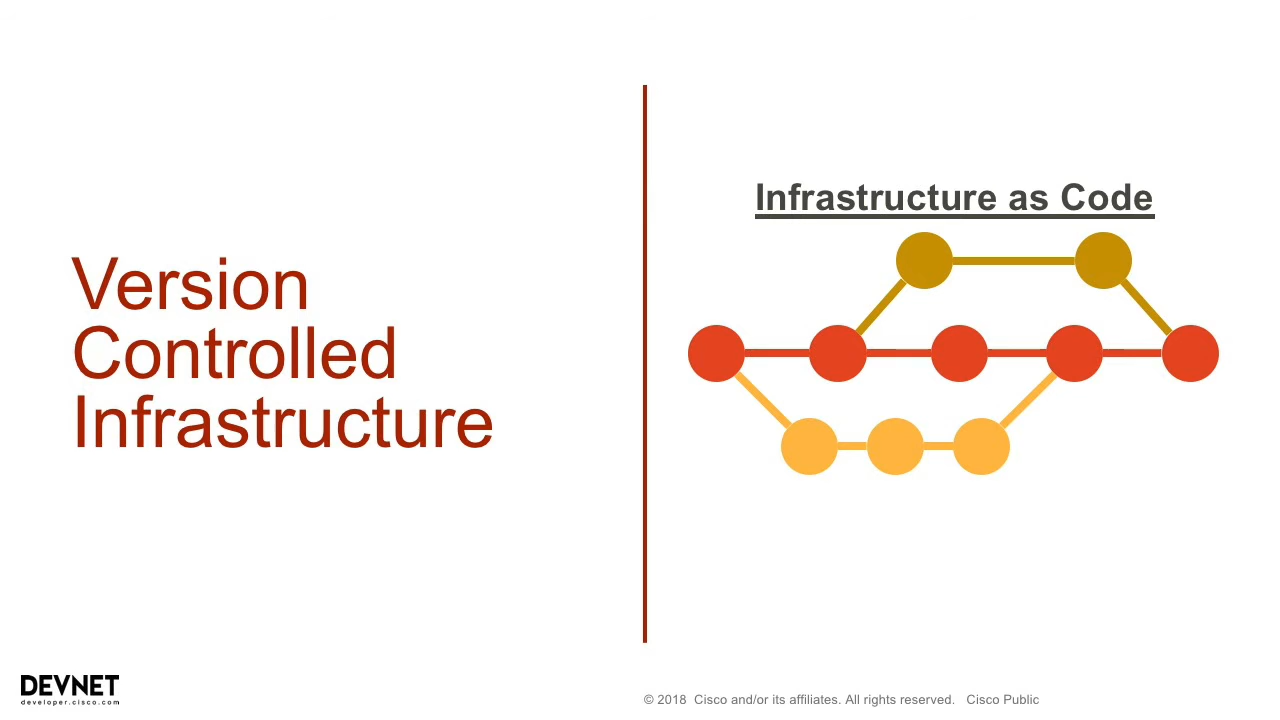 Version
Controlled
Infrastructure
Infrastructure as Code
DEVNET
developer.cisco.com
© 2018 Cisco and/or its affiliates. All rights reserved. Cisco Public